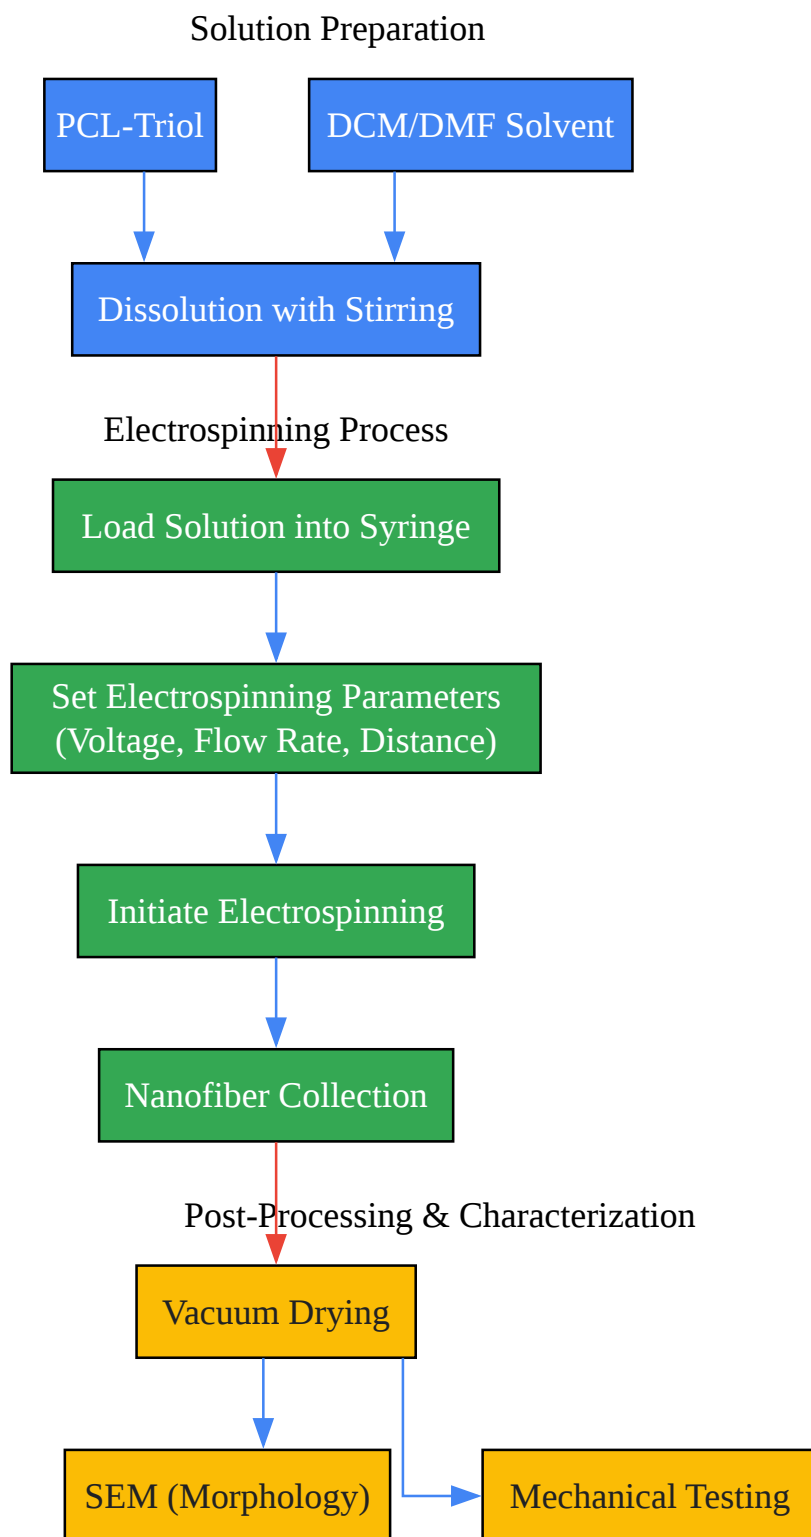 Solution Preparation
PCL-Triol
DCM/DMF Solvent
Dissolution with Stirring
Electrospinning Process
Load Solution into Syringe
Set Electrospinning Parameters
(Voltage, Flow Rate, Distance)
Initiate Electrospinning
Nanofiber Collection
Post-Processing & Characterization
Vacuum Drying
SEM (Morphology)
Mechanical Testing